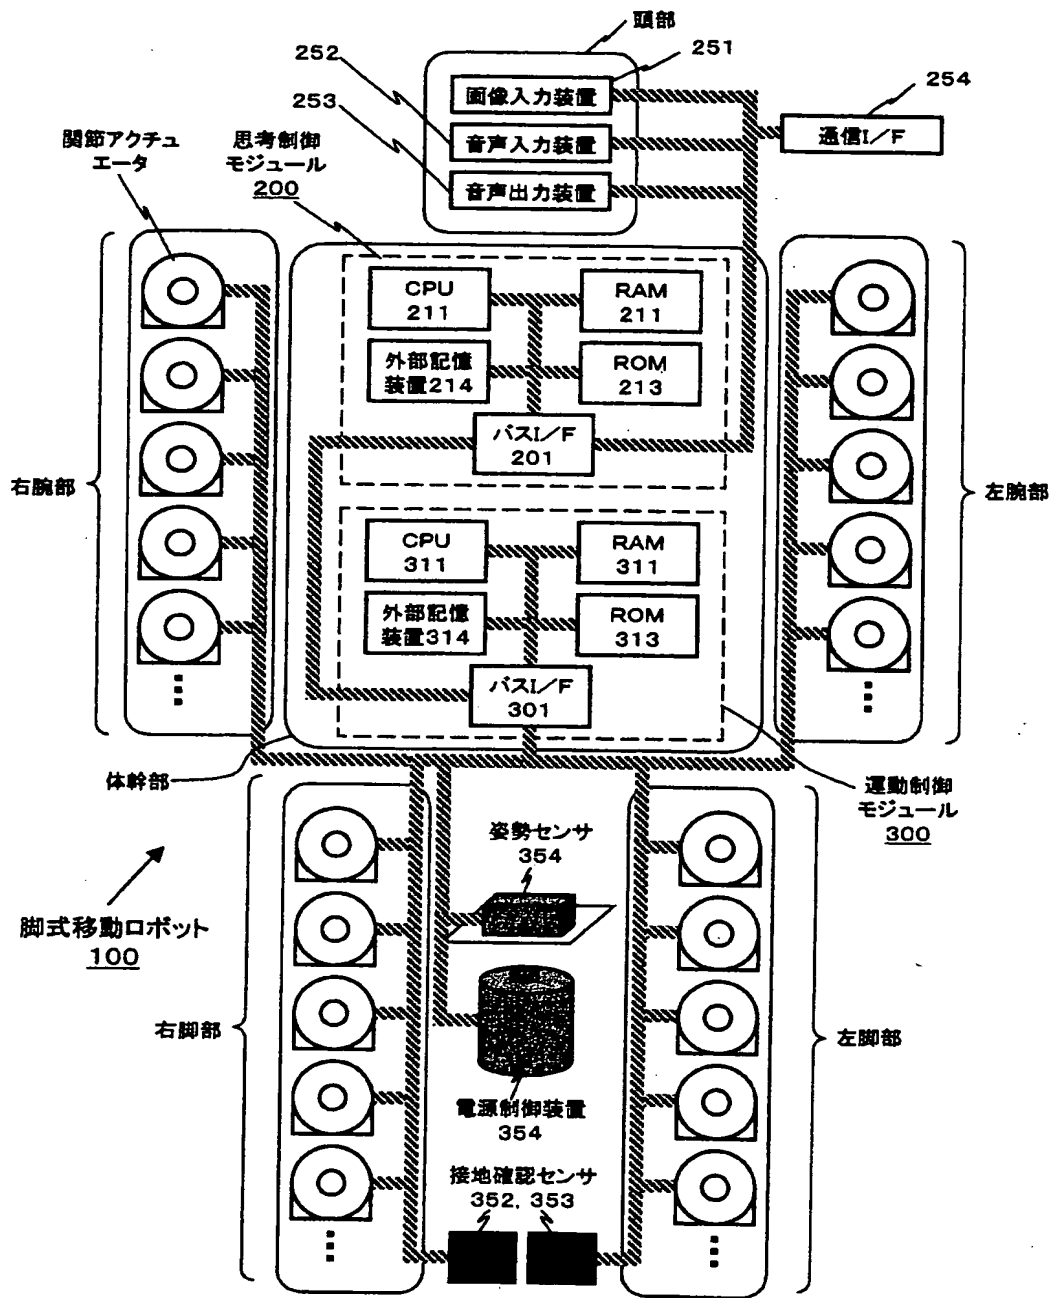 頭部
251
252
画像入力装置
254
253
通信I/F
関節アクチュ
エータ
思考制御
モジュール200
音声入力装置
音声出力装置
CPU
211
RAM
211
外部記憶
装置214
ROM
213
バスI/F
201
右腕部
左腕部
CPU
311
RAM
311
外部記憶
装置314
ROM
313
バスI/F
301
体幹部
運動制御
モジュール
300
姿勢センサ
354
脚式移動ロボット
100
右脚部
左脚部
電源制御装置
354
接地確認センサ
352, 353